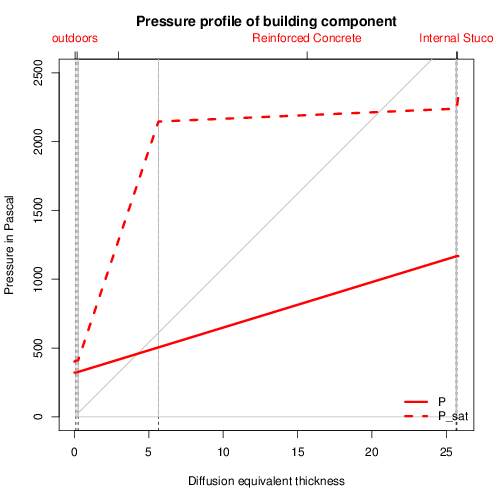 Pressure profile of building component
outdoors Reinforced Concrete Internal Stuco
Pressure in Pascal
2500
2000
1500
1000
500
0
P
P_sat
0 5 10 15 20 25
Diffusion equivalent thickness